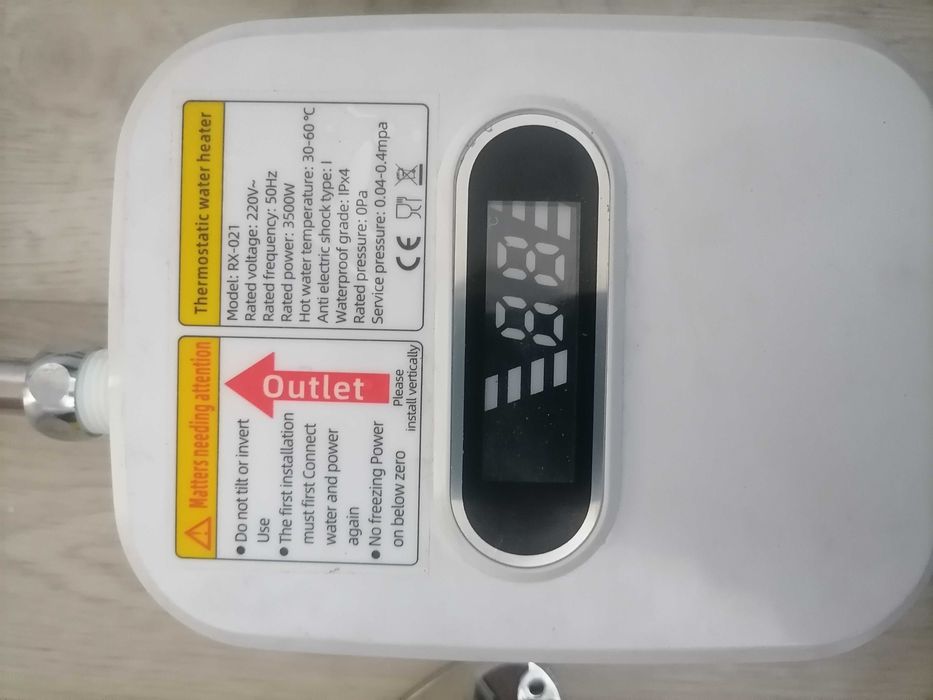 Matters needing attention
● Do not tilt or invert
Use
● The first installation
must first Connect
water and power
again
● No freezing Power
on below zero
Outlet
Please
install vertically
Thermostatic water heater
Model: RX-021
Rated voltage: 220V~
Rated frequency: 50Hz
Rated power: 3500W
Hot water temperature: 30-60 °C
Anti electric shock type: I
Waterproof grade: IPx4
Rated pressure: 0Pa
Service pressure: 0.04-0.4mpa
CE
88
°C